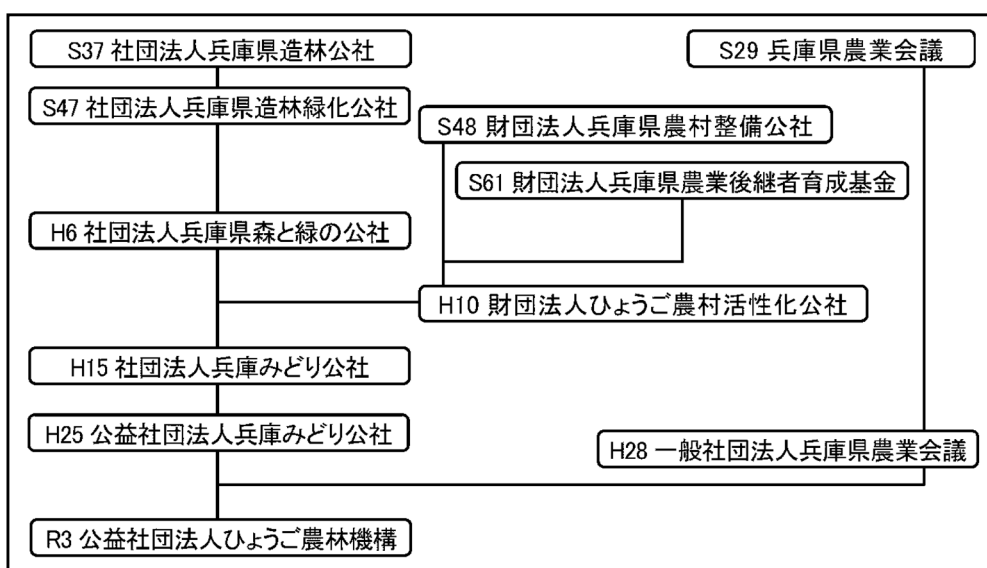 S37 社団法人兵庫県造林公社
S29 兵庫県農業会議
S47 社団法人兵庫県造林緑化公社
S48 財団法人兵庫県農村整備公社
S61 財団法人兵庫県農業後継者育成基金
H6 社団法人兵庫県森と緑の公社
H10 財団法人ひょうご農村活性化公社
H15 社団法人兵庫みどり公社
H25 公益社団法人兵庫みどり公社
H28 一般社団法人兵庫県農業会議
R3 公益社団法人ひょうご農林機構